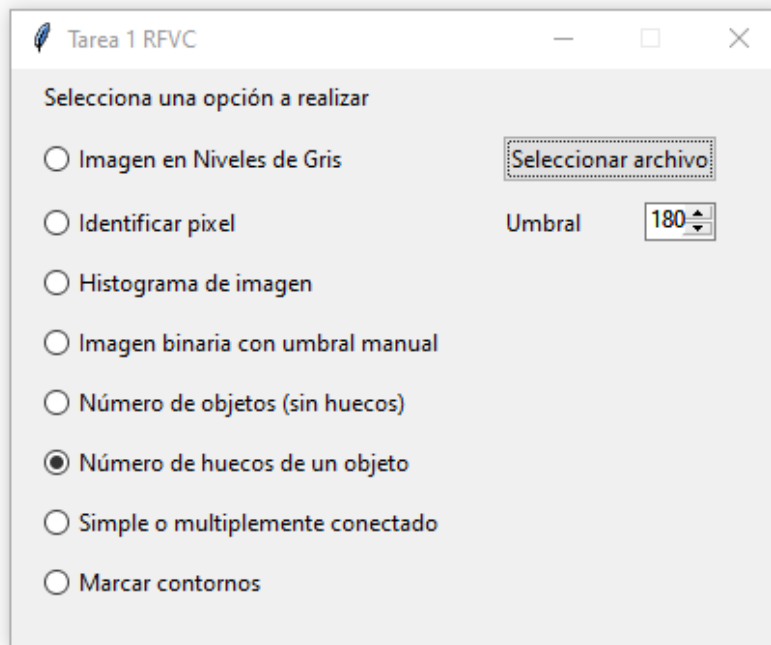 Tarea 1 RFVC
Selecciona una opción a realizar
Imagen en Niveles de Gris
Seleccionar archivo
Identificar pixel
Umbral
180
Histograma de imagen
Imagen binaria con umbral manual
Número de objetos (sin huecos)
Número de huecos de un objeto
Simple o multiplemente conectado
Marcar contornos